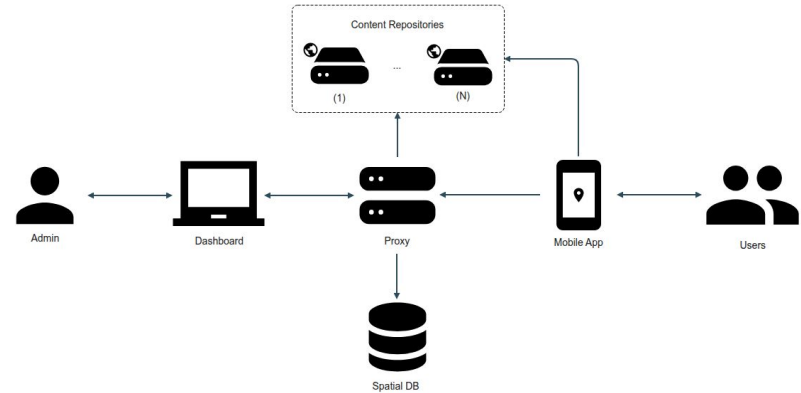 Content Repositories
...
(1)
(N)
Admin
Dashboard
Proxy
Mobile App
Users
Spatial DB